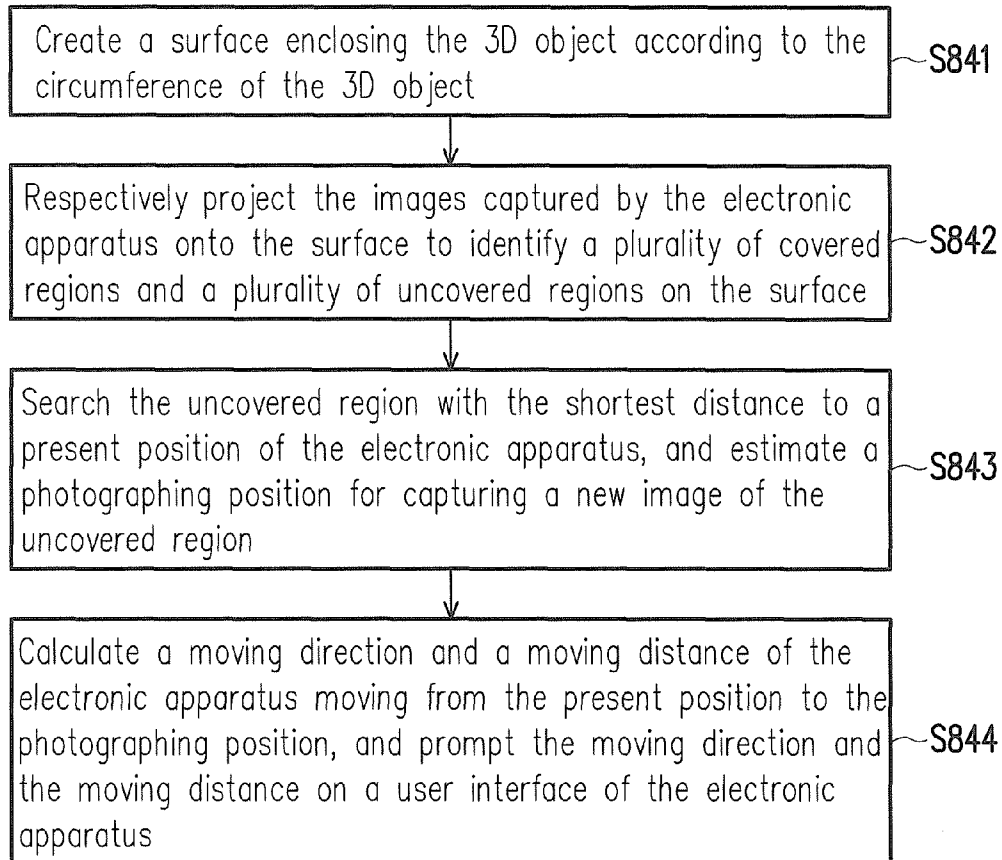 Create a surface enclosing the 3D object according to the
circumference of the 3D object
S841
Respectively project the images captured by the electronic
apparatus onto the surface to identify a plurality of covered
regions and a plurality of uncovered regions on the surface
S842
Search the uncovered region with the shortest distance to a
present position of the electronic apparatus, and estimate a
photographing position for capturing a new image of the
uncovered region
S843
Calculate a moving direction and a moving distance of the
electronic apparatus moving from the present position to the
photographing position, and prompt the moving direction and
the moving distance on a user interface of the electronic
apparatus
S844